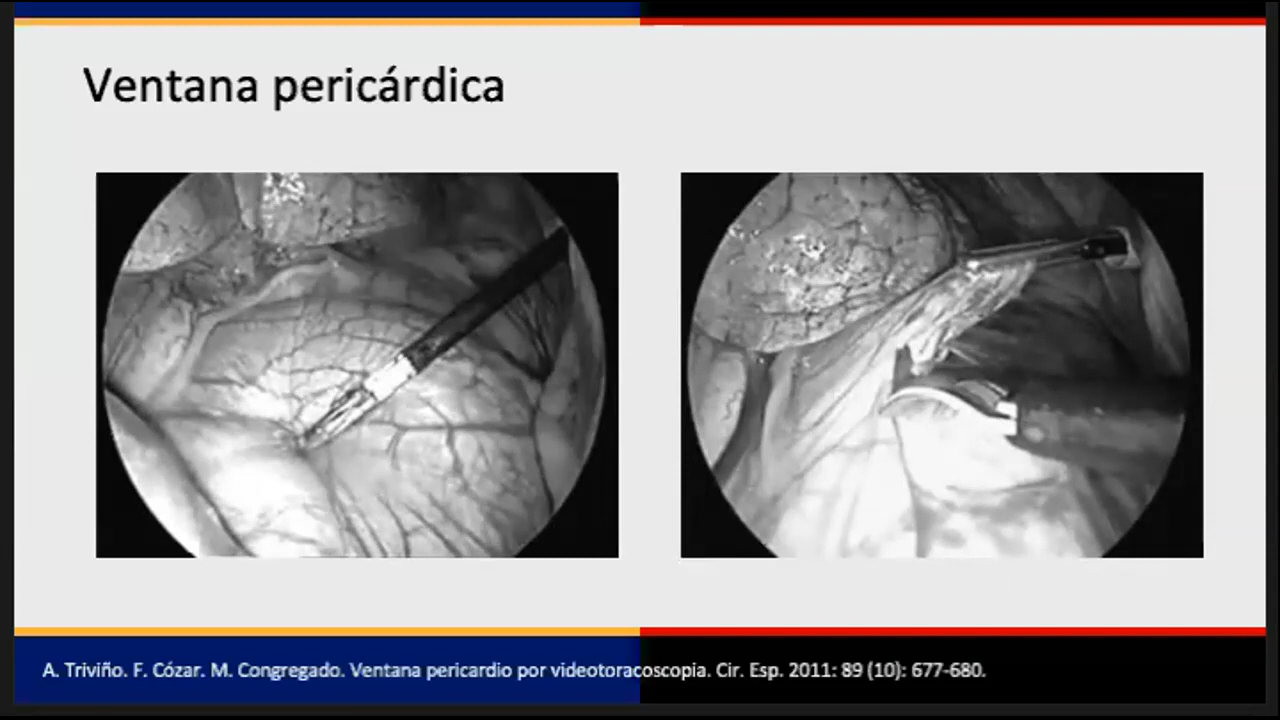 Ventana pericárdica
A. Triviño. F. Cózar. M. Congregado. Ventana pericardio por videotoracoscopia. Cir. Esp. 2011: 89 (10): 677-680.